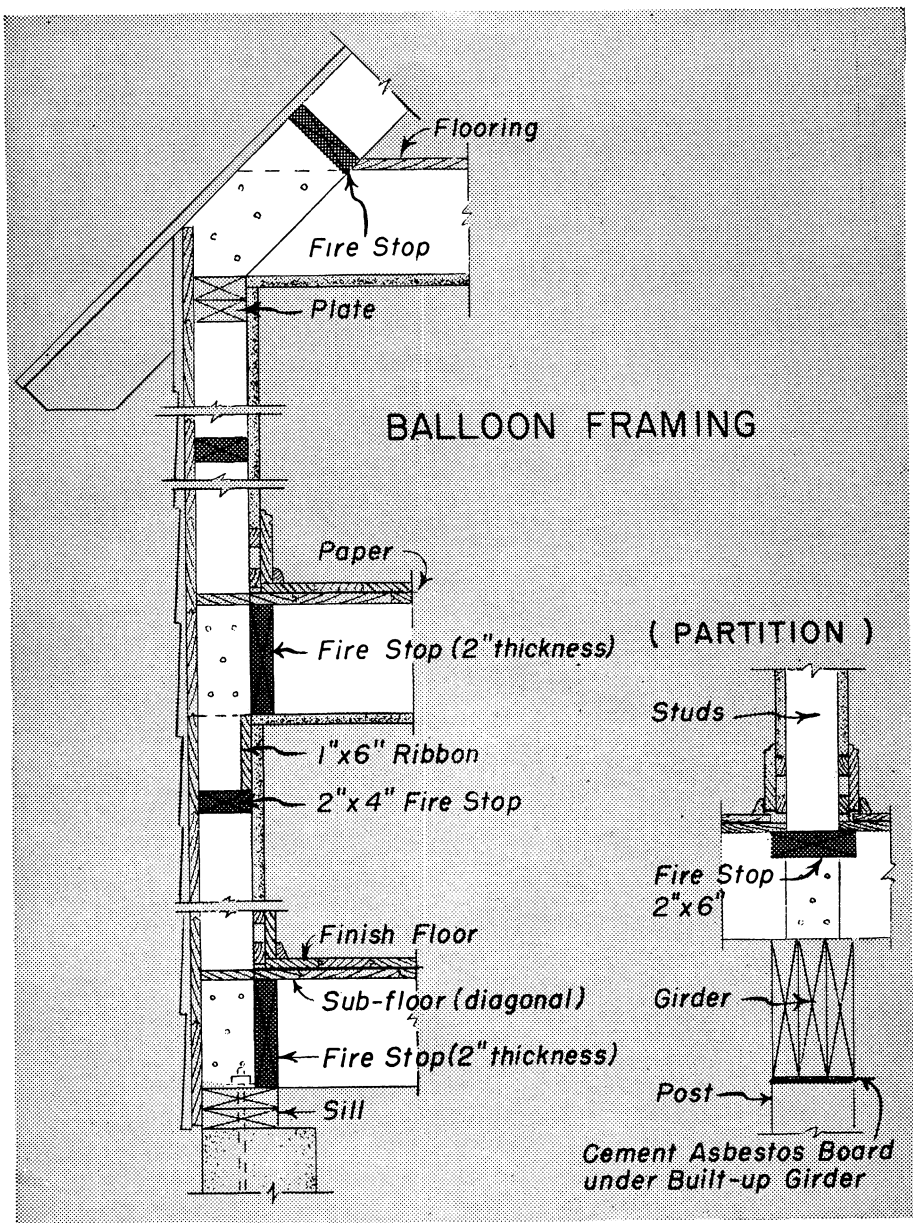 Flooring
Fire Stop
Plate
BALLOON FRAMING
Paper
Fire Stop (2" thickness)
1"x6" Ribbon
2"x4" Fire Stop
Finish Floor
Sub-floor (diagonal)
Fire Stop (2" thickness)
Sill
( PARTITION )
Studs
Fire Stop
2"x6"
Girder
Post
Cement Asbestos Board
under Built-up Girder